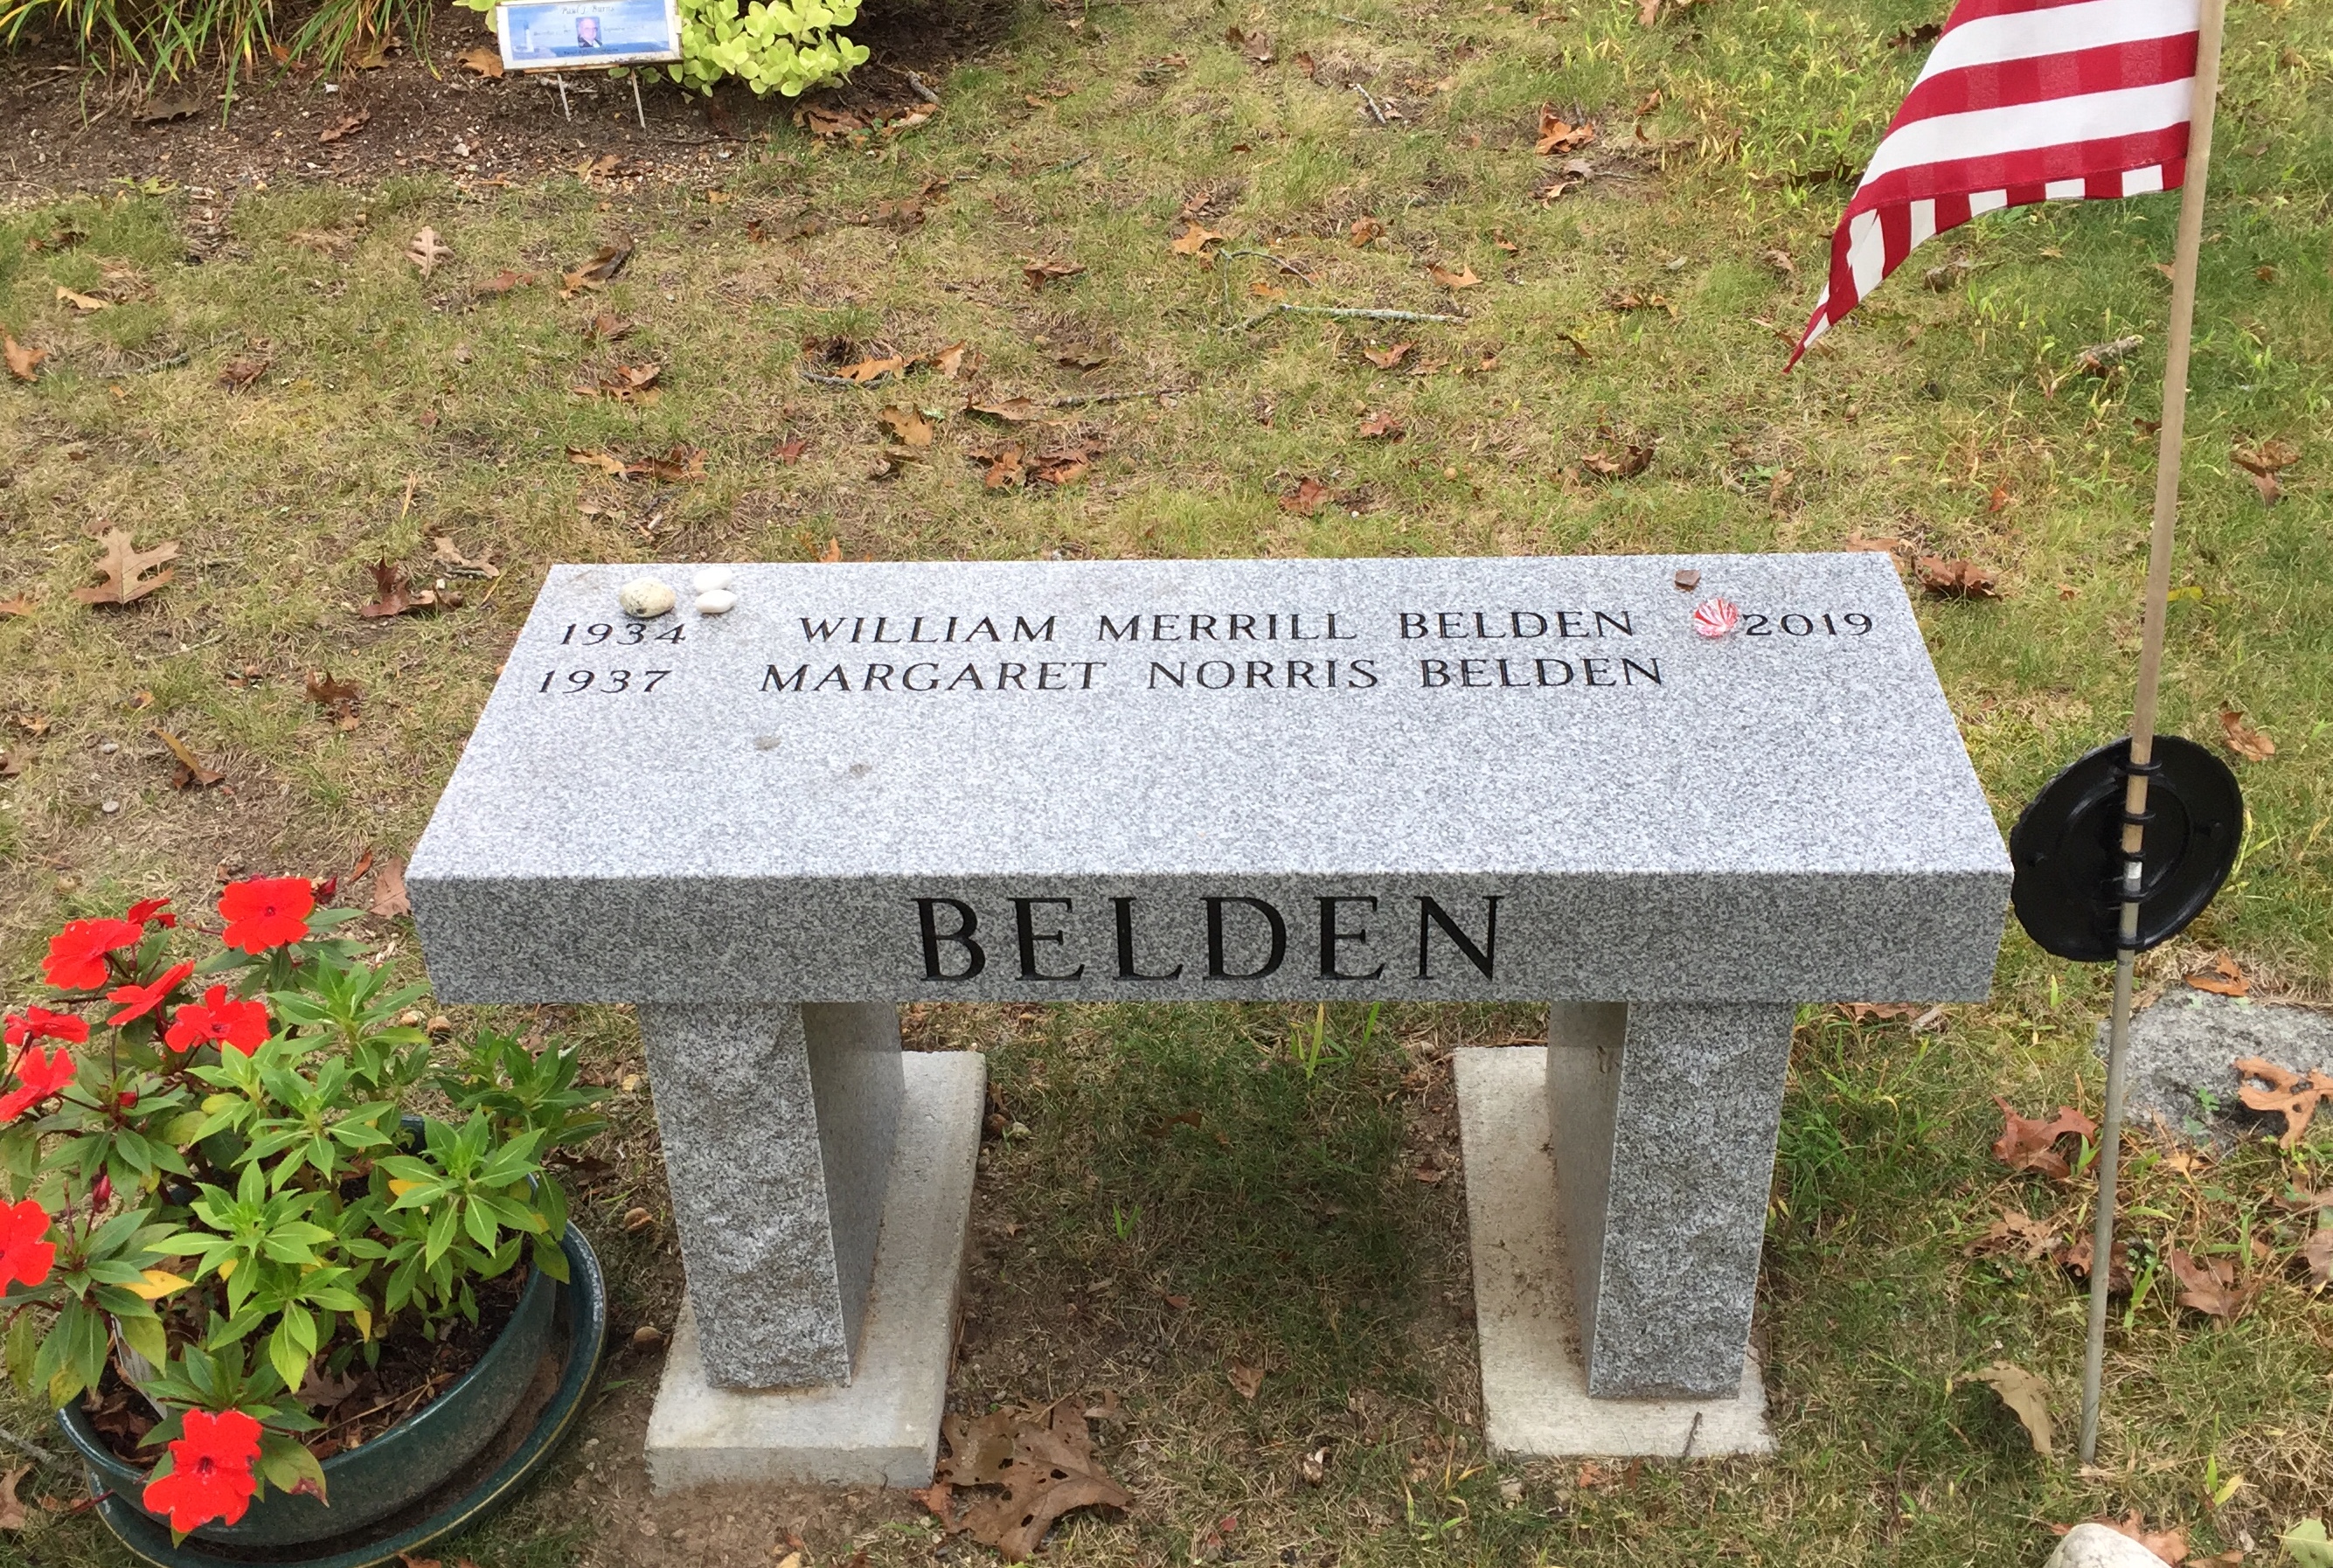 1934 WILLIAM MERRILL BELDEN 2019
1937 MARGARET NORRIS BELDEN
BELDEN